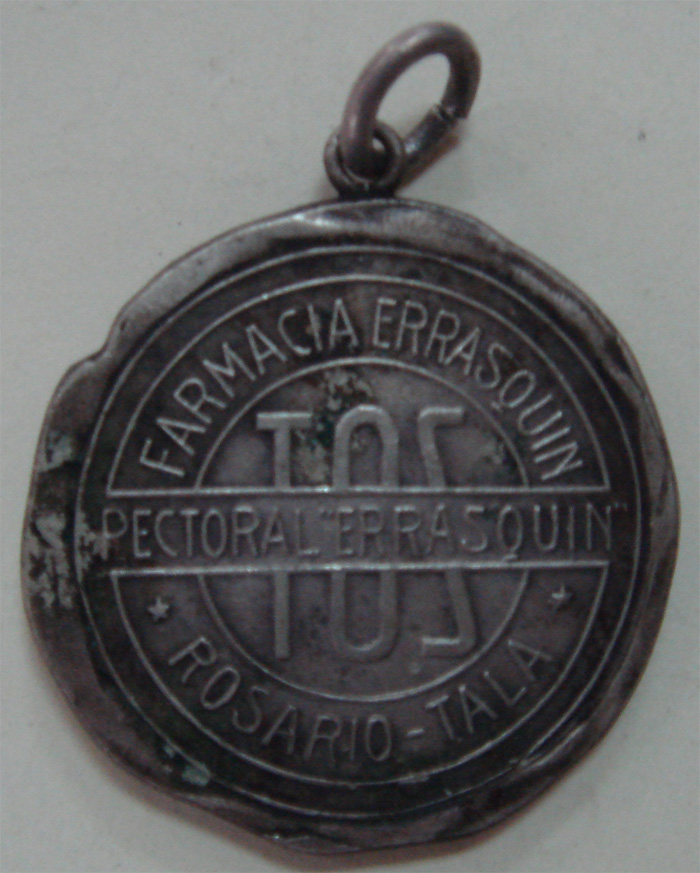 FARMACIA ERRASQUIN
TOS
PECTORAL "ERRASQUIN"
ROSARIO - TALA